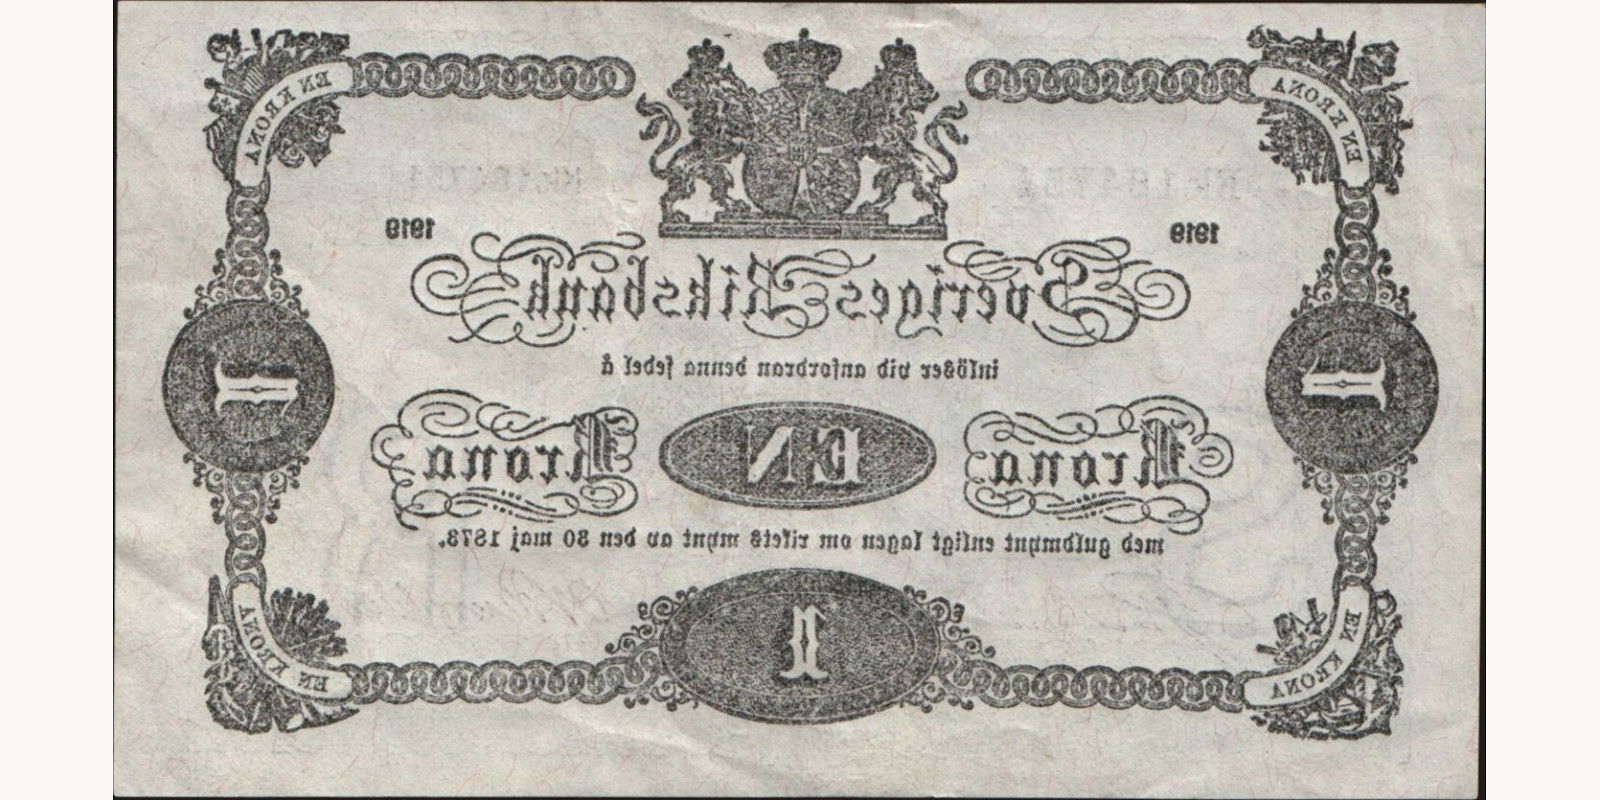 EN KRONA
EN KRONA
1919
1919
Sveriges Riksbank
inlöser vid anfordran denna sedel å
Krona
EN
Krona
1
1
med guldmynt enligt lagen om rikets mynt av den 30 maj 1873.
1
EN KRONA
EN KRONA